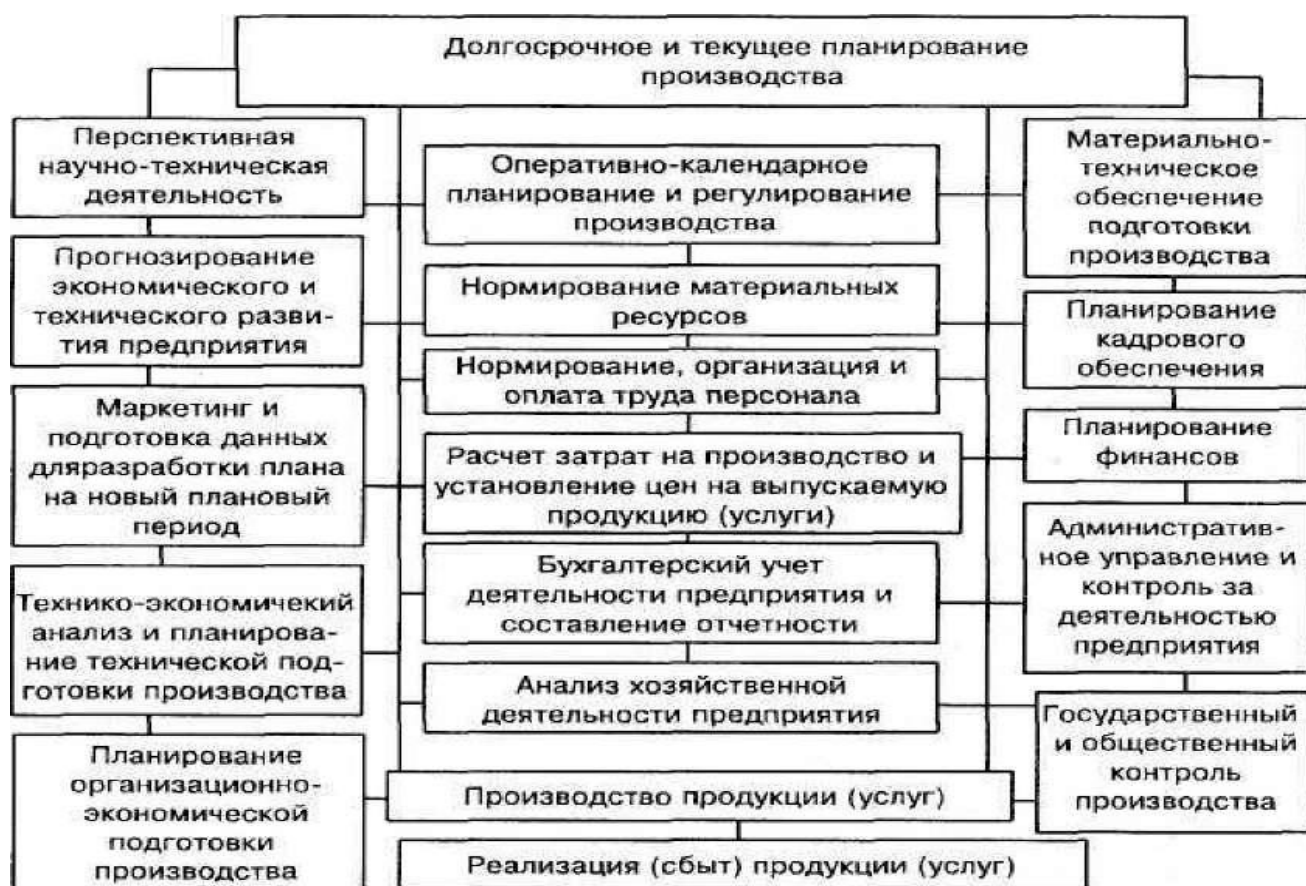 Долгосрочное и текущее планирование
производства
Перспективная
научно-техническая
деятельность
Прогнозирование
экономического и
технического разви-
тия предприятия
Маркетинг и
подготовка данных
дляразработки плана
на новый плановый
период
Технико-экономичекий
анализ и планирова-
ние технической под-
готовки производства
Планирование
организационно-
экономической
подготовки
производства
Оперативно-календарное
планирование и регулирование
производства
Нормирование материальных
ресурсов
Нормирование, организация и
оплата труда персонала
Расчет затрат на производство и
установление цен на выпускаемую
продукцию (услуги)
Бухгалтерский учет
деятельности предприятия и
составление отчетности
Анализ хозяйственной
деятельности предприятия
Производство продукции (услуг)
Реализация (сбыт) продукции (услуг)
Материально-
техническое
обеспечение
подготовки
производства
Планирование
кадрового
обеспечения
Планирование
финансов
Административ-
ное управление и
контроль за
деятельностью
предприятия
Государственный
и общественный
контроль
производства